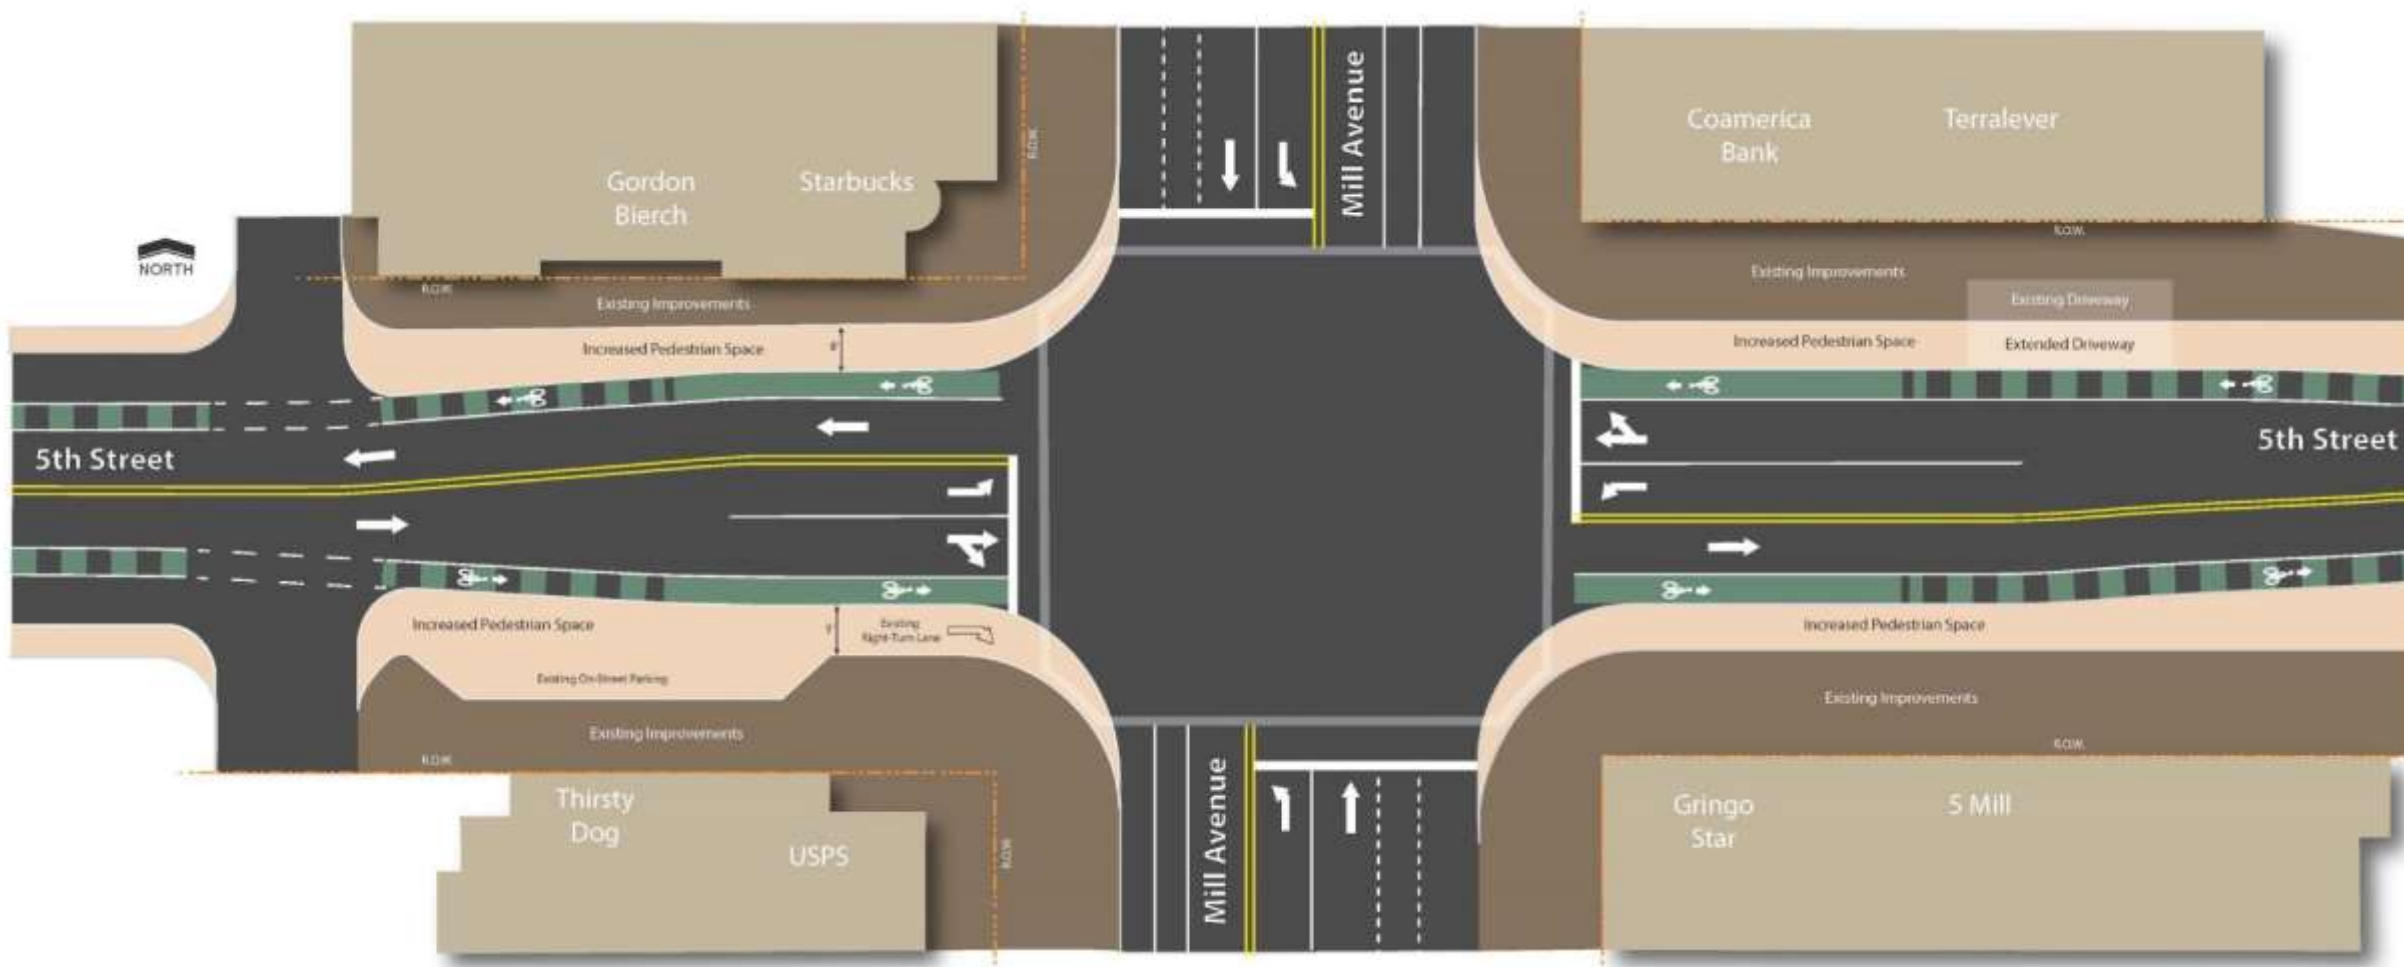 Mill Avenue
Coamerica
Bank
Terralever
Gordon
Bierch
Starbucks
R.O.W.
NORTH
R.O.W.
R.O.W.
Existing Improvements
Existing Improvements
Existing Driveway
Increased Pedestrian Space
8'
Increased Pedestrian Space
Extended Driveway
5th Street
5th Street
Increased Pedestrian Space
Existing
Right-Turn Lane
Increased Pedestrian Space
Existing On-Street Parking
Existing Improvements
Existing Improvements
R.O.W.
R.O.W.
Thirsty
Dog
USPS
R.O.W.
Mill Avenue
Gringo
Star
5 Mill